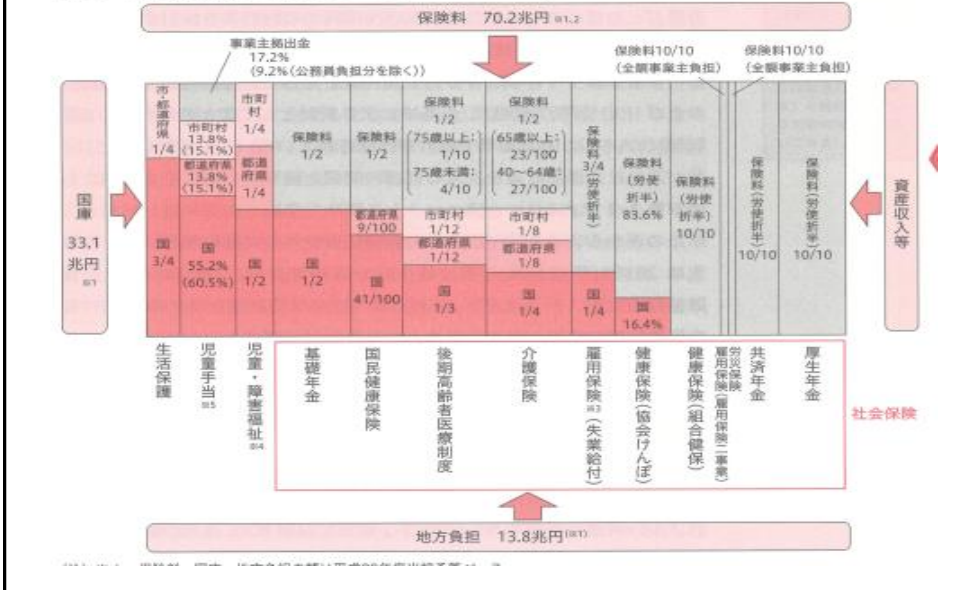 保険料 70.2兆円 ※1,2
事業主拠出金
17.2%
(9.2%(公務員負担分を除く))
保険料10/10
(全額事業主負担)
保険料10/10
(全額事業主負担)
国庫
33.1
兆円
※1
市・都道府県
1/4
国
3/4
市町村
13.8%
(15.1%)
都道府県
13.8%
(15.1%)
国
55.2%
(60.5%)
市町
村
1/4
都道
府県
1/4
国
1/2
保険料
1/2
国
1/2
保険料
1/2
都道府県
9/100
国
41/100
保険料
1/2
75歳以上:
1/10
75歳未満:
4/10
市町村
1/12
都道府県
1/12
国
1/3
保険料
1/2
65歳以上:
23/100
40~64歳:
27/100
市町村
1/8
都道府県
1/8
国
1/4
保険料3/4(労使折半)
国
1/4
保険料
(労使
折半)
83.6%
国
16.4%
保険料
(労使
折半)
10/10
保険料(労使折半)
10/10
保険料(労使折半)
10/10
資産収入等
生活保護
児童手当※5
児童・障害福祉※4
基礎年金
国民健康保険
後期高齢者医療制度
介護保険
雇用保険※3(失業給付)
健康保険(協会けんぽ)
健康保険(組合健保)
雇用保険(雇用保険二事業)
労災保険
共済年金
厚生年金
社会保険
地方負担 13.8兆円(※1)